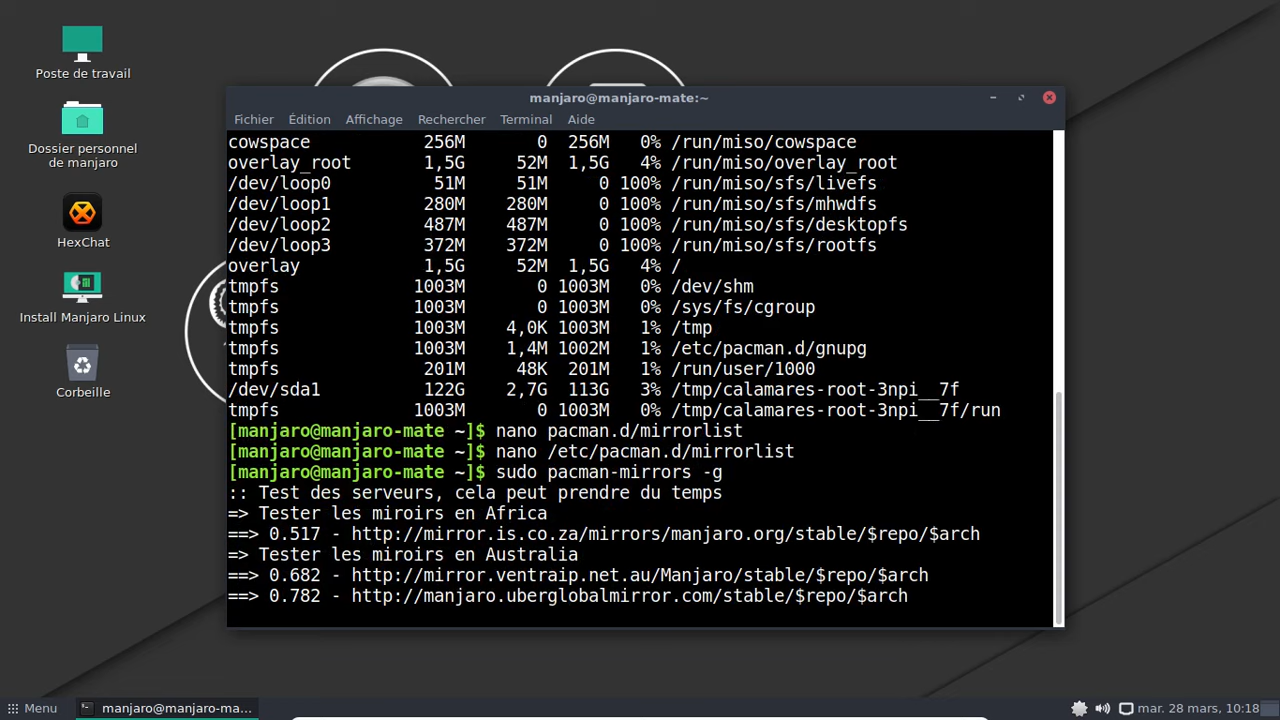 Poste de travail
Dossier personnel
de manjaro
HexChat
Install Manjaro Linux
Corbeille
manjaro@manjaro-mate:~
Fichier Édition Affichage Rechercher Terminal Aide
cowspace 256M 0 256M 0% /run/miso/cowspace
overlay_root 1,5G 52M 1,5G 4% /run/miso/overlay_root
/dev/loop0 51M 51M 0 100% /run/miso/sfs/livefs
/dev/loop1 280M 280M 0 100% /run/miso/sfs/mhwdfs
/dev/loop2 487M 487M 0 100% /run/miso/sfs/desktopfs
/dev/loop3 372M 372M 0 100% /run/miso/sfs/rootfs
overlay 1,5G 52M 1,5G 4% /
tmpfs 1003M 0 1003M 0% /dev/shm
tmpfs 1003M 0 1003M 0% /sys/fs/cgroup
tmpfs 1003M 4,0K 1003M 1% /tmp
tmpfs 1003M 1,4M 1002M 1% /etc/pacman.d/gnupg
tmpfs 201M 48K 201M 1% /run/user/1000
/dev/sda1 122G 2,7G 113G 3% /tmp/calamares-root-3npi__7f
tmpfs 1003M 0 1003M 0% /tmp/calamares-root-3npi__7f/run
[manjaro@manjaro-mate ~]$ nano pacman.d/mirrorlist
[manjaro@manjaro-mate ~]$ nano /etc/pacman.d/mirrorlist
[manjaro@manjaro-mate ~]$ sudo pacman-mirrors -g
:: Test des serveurs, cela peut prendre du temps
=> Tester les miroirs en Africa
==> 0.517 - http://mirror.is.co.za/mirrors/manjaro.org/stable/$repo/$arch
=> Tester les miroirs en Australia
==> 0.682 - http://mirror.ventraip.net.au/Manjaro/stable/$repo/$arch
==> 0.782 - http://manjaro.uberglobalmirror.com/stable/$repo/$arch
Menu manjaro@manjaro-ma... mar. 28 mars, 10:18